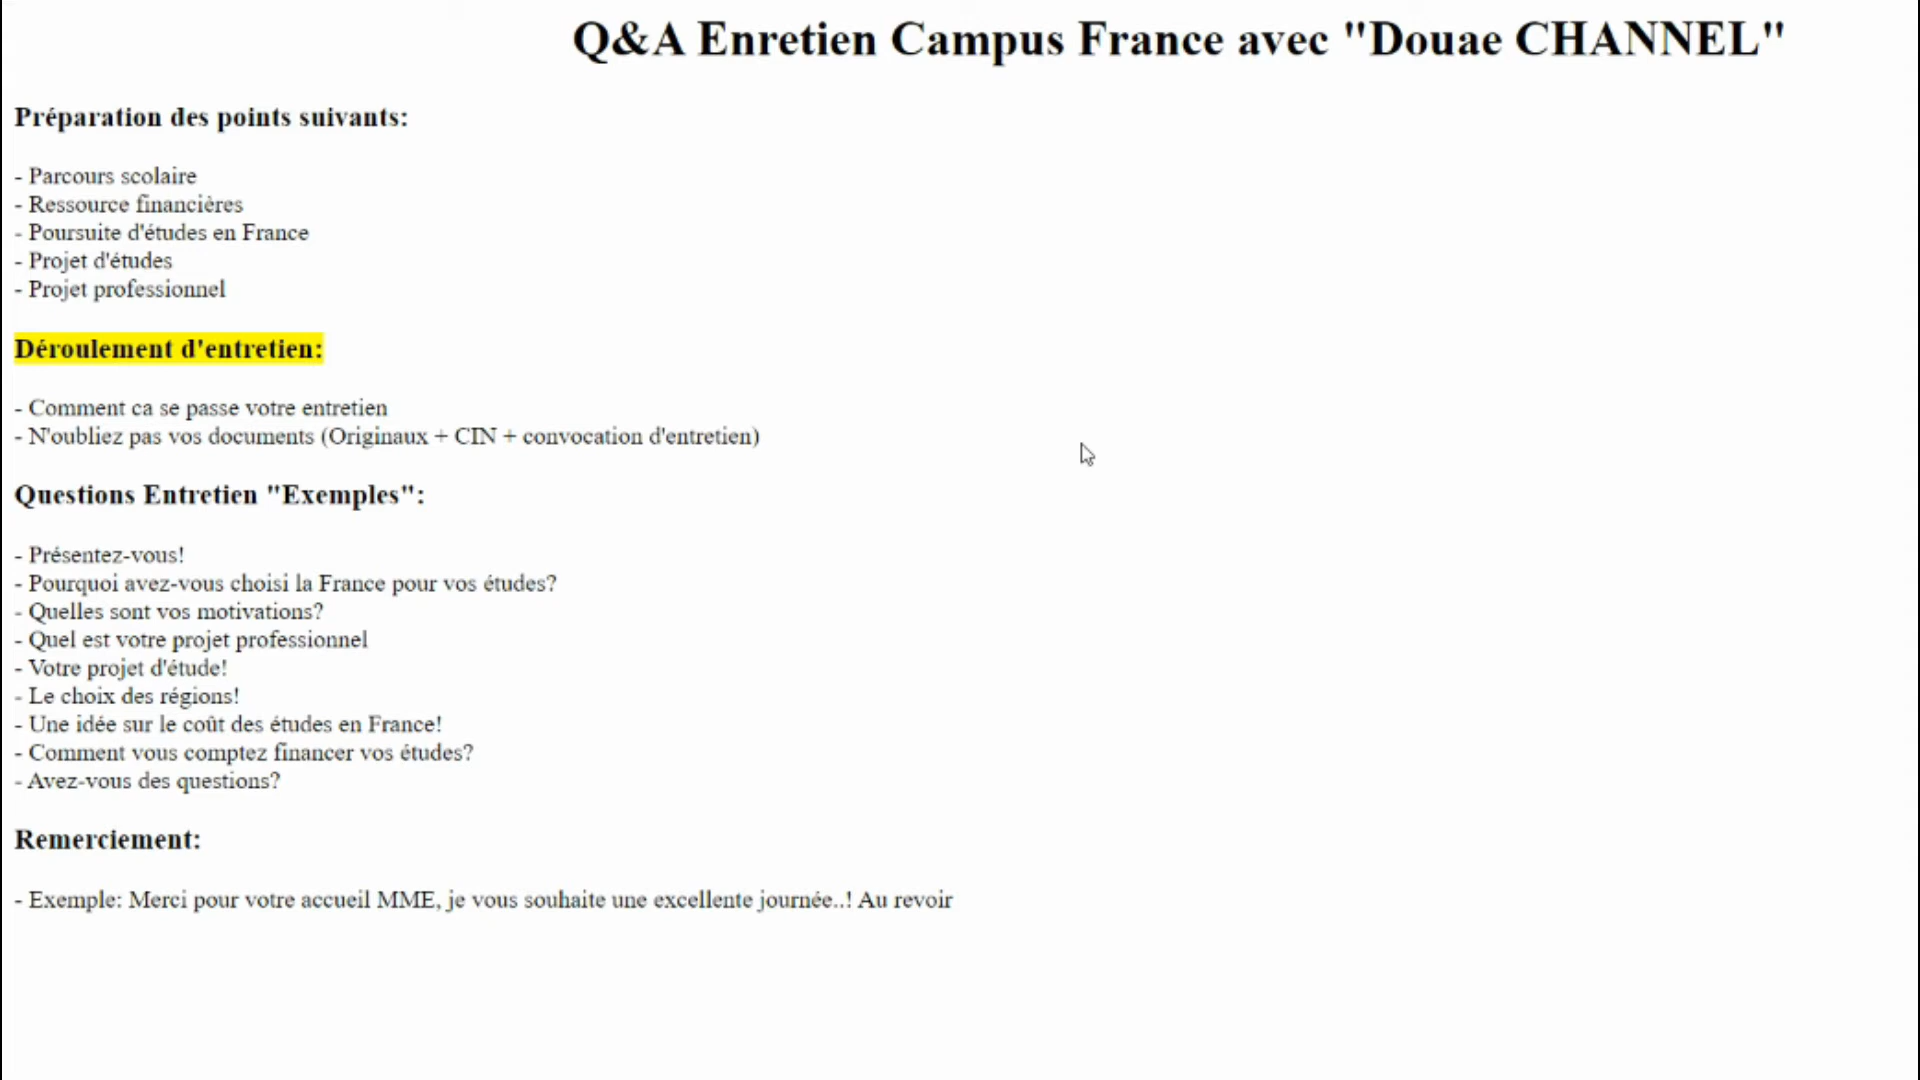 Q&A Enretien Campus France avec "Douae CHANNEL"
Préparation des points suivants:
- Parcours scolaire
- Ressource financières
- Poursuite d'études en France
- Projet d'études
- Projet professionnel
Déroulement d'entretien:
- Comment ca se passe votre entretien
- N'oubliez pas vos documents (Originaux + CIN + convocation d'entretien)
Questions Entretien "Exemples":
- Présentez-vous!
- Pourquoi avez-vous choisi la France pour vos études?
- Quelles sont vos motivations?
- Quel est votre projet professionnel
- Votre projet d'étude!
- Le choix des régions!
- Une idée sur le coût des études en France!
- Comment vous comptez financer vos études?
- Avez-vous des questions?
Remerciement:
- Exemple: Merci pour votre accueil MME, je vous souhaite une excellente journée..! Au revoir